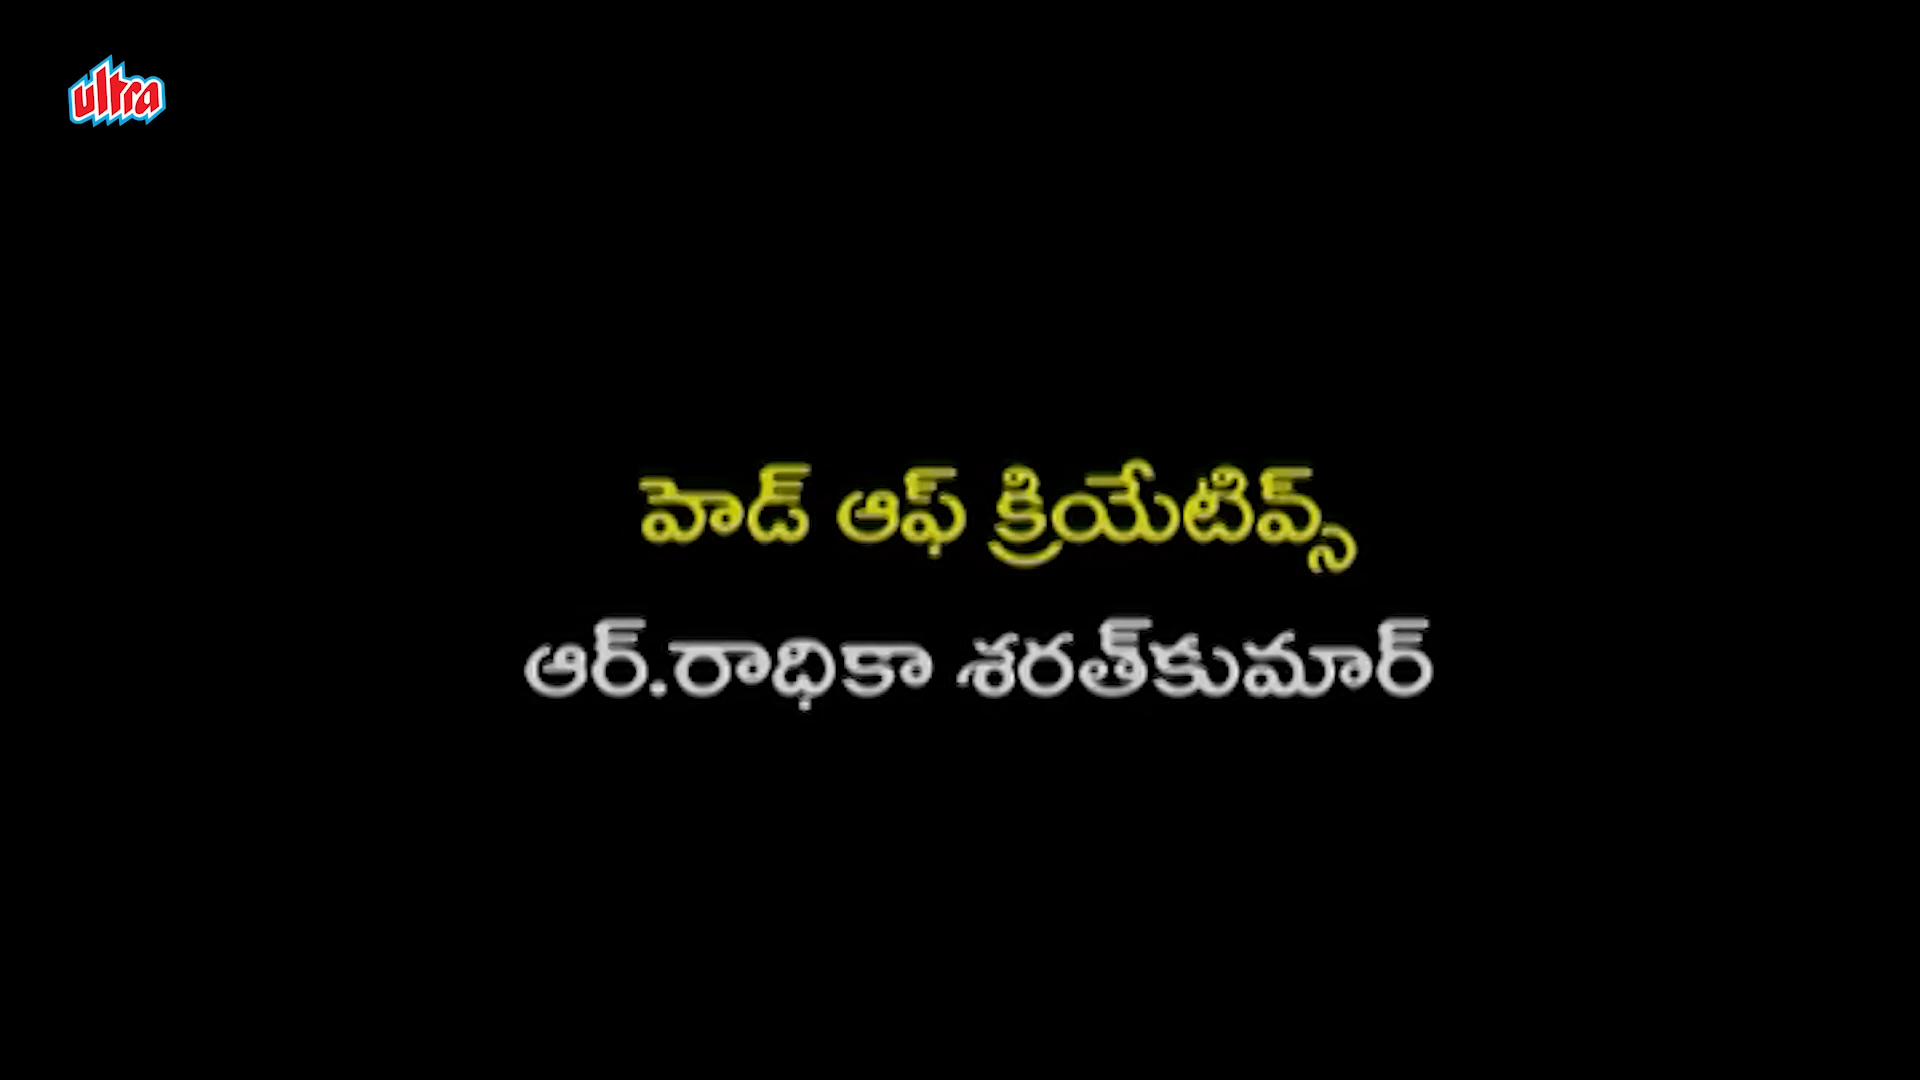 ultra
హెడ్ ఆఫ్ క్రియేటివ్స్
ఆర్.రాధికా శరత్‌కుమార్